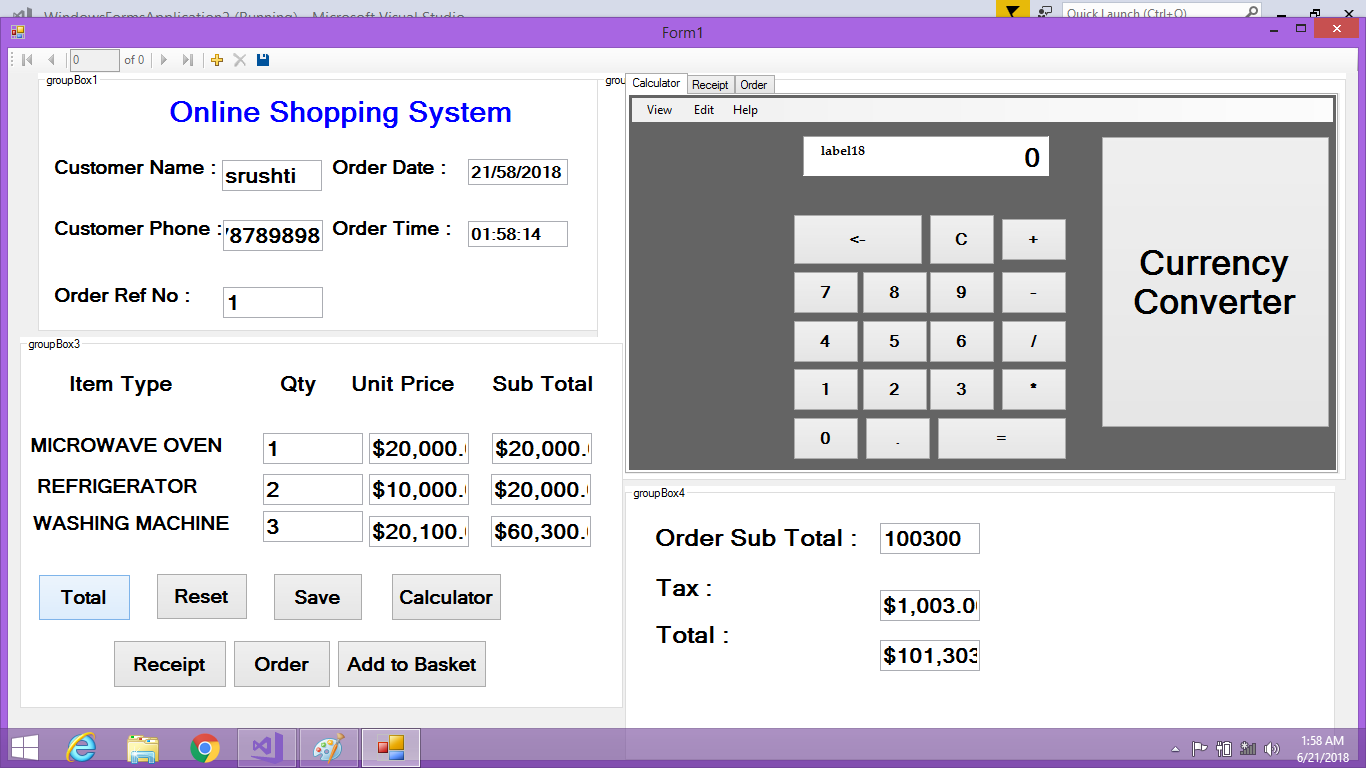 WindowsFormsApplication2 (Running) - Microsoft Visual Studio
Quick Launch (Ctrl+Q)
Form1
0 of 0
groupBox1
Online Shopping System
Customer Name : srushti Order Date : 21/58/2018
Customer Phone : 78789898 Order Time : 01:58:14
Order Ref No : 1
groupBox3
Item Type Qty Unit Price Sub Total
MICROWAVE OVEN 1 $20,000. $20,000.
REFRIGERATOR 2 $10,000. $20,000.
WASHING MACHINE 3 $20,100. $60,300.
Total Reset Save Calculator
Receipt Order Add to Basket
grou
Calculator Receipt Order
View Edit Help
label18 0
<- C +
7 8 9 -
4 5 6 /
1 2 3 *
0 . =
Currency
Converter
groupBox4
Order Sub Total : 100300
Tax : $1,003.0
Total : $101,303
1:58 AM
6/21/2018